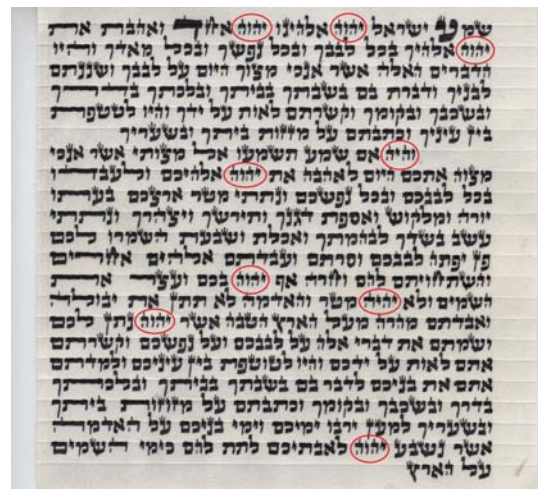 שמע ישראל יהוה אלהינו יהוה אחד ואהבת את
יהוה אלהיך בכל לבבך ובכל נפשך ובכל מאדך והיו
הדברים האלה אשר אנכי מצוך היום על לבבך ושננתם
לבניך ודברת בם בשבתך בביתך ובלכתך בדרך
ובשכבך ובקומך וקשרתם לאות על ידך והיו לטטפת
בין עיניך וכתבתם על מזזות ביתך ובשעריך
והיה אם שמע תשמעו אל מצותי אשר אנכי
מצוה אתכם היום לאהבה את יהוה אלהיכם ולעבדו
בכל לבבכם ובכל נפשכם ונתתי מטר ארצכם בעתו
יורה ומלקוש ואספת דגנך ותירשך ויצהרך ונתתי
עשב בשדך לבהמתך ואכלת ושבעת השמרו לכם
פן יפתה לבבכם וסרתם ועבדתם אלהים אחרים
והשתחויתם להם וחרה אף יהוה בכם ועצר את
השמים ולא יהיה מטר והאדמה לא תתן את יבולה
ואבדתם מהרה מעל הארץ הטבה אשר יהוה נתן לכם
ושמתם את דברי אלה על לבבכם ועל נפשכם וקשרתם
אתם לאות על ידכם והיו לטוטפת בין עיניכם ולמדתם
אתם את בניכם לדבר בם בשבתך בביתך ובלכתך
בדרך ובשכבך ובקומך וכתבתם על מזוזות ביתך
ובשעריך למען ירבו ימיכם וימי בניכם על האדמה
אשר נשבע יהוה לאבתיכם לתת להם כימי השמים
על הארץ